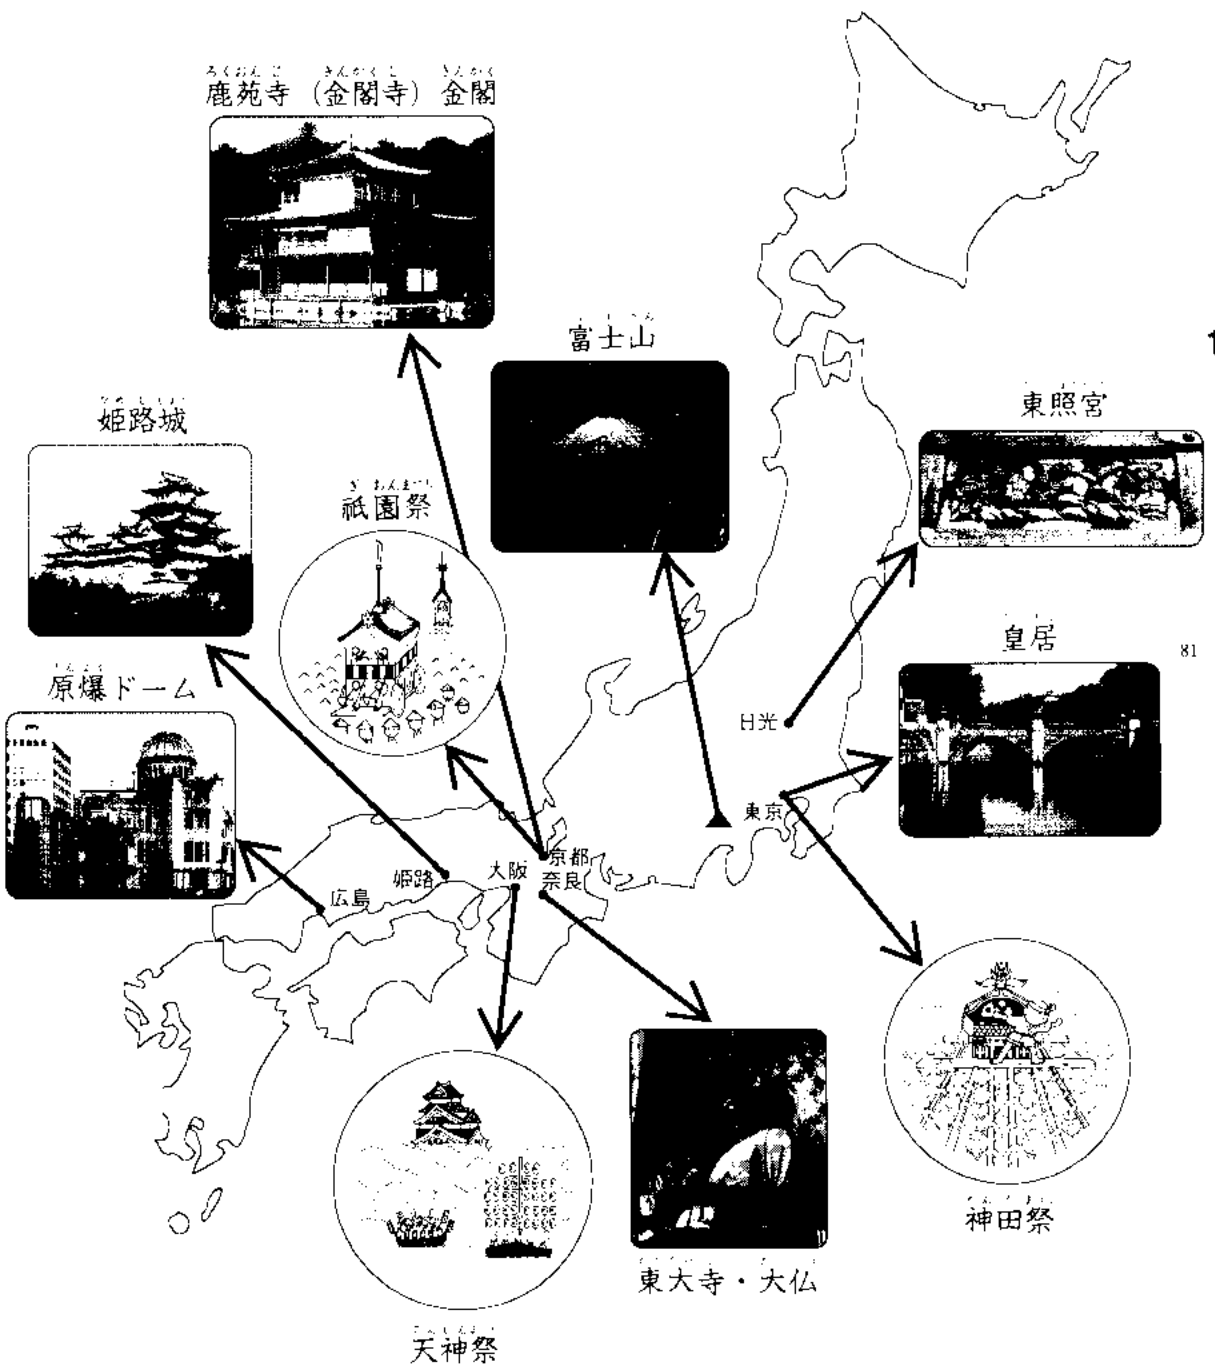 鹿苑寺(金閣寺)金閣
富士山
1
東照宮
姫路城
祇園祭
皇居
81
原爆ドーム
日光
東京
京都
大阪
奈良
姫路
広島
神田祭
東大寺・大仏
天神祭